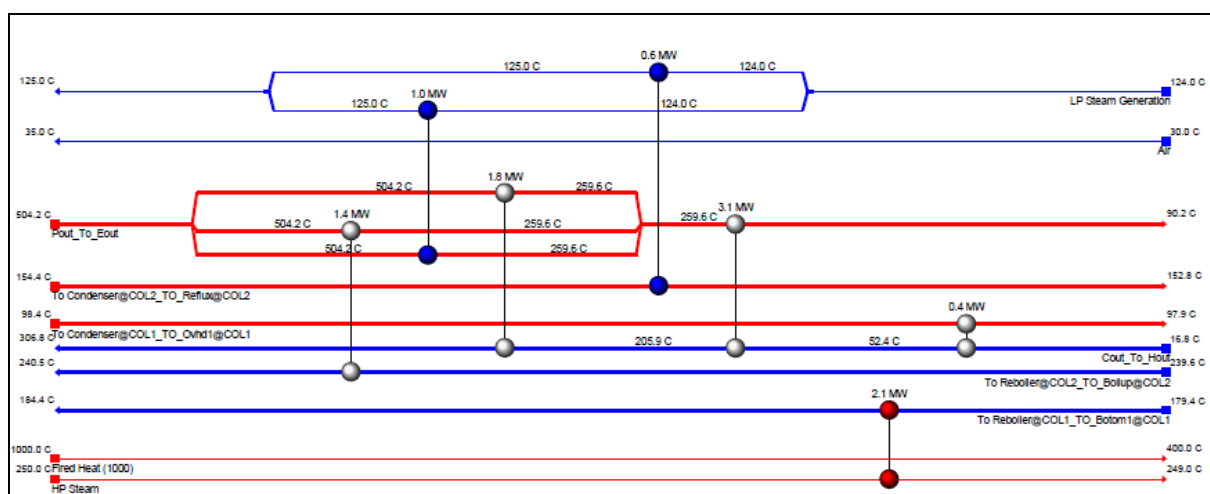 0.6 MW
125.0 C
125.0 C
124.0 C
124.0 C
1.0 MW
125.0 C
124.0 C
LP Steam Generation
35.0 C
30.0 C
Air
1.8 MW
504.2 C
259.6 C
504.2 C
1.4 MW
504.2 C
259.6 C
259.6 C
3.1 MW
90.2 C
Pout_To_Eout
504.2 C
259.6 C
154.4 C
152.8 C
To Condenser@COL2_TO_Reflux@COL2
98.4 C
0.4 MW
97.9 C
To Condenser@COL1_TO_Ovhd1@COL1
306.8 C
205.9 C
52.4 C
16.8 C
Cout_To_Hout
240.5 C
239.6 C
To Reboiler@COL2_TO_Boilup@COL2
184.4 C
2.1 MW
179.4 C
To Reboiler@COL1_TO_Botom1@COL1
1000.0 C
400.0 C
Fired Heat (1000)
250.0 C
249.0 C
HP Steam